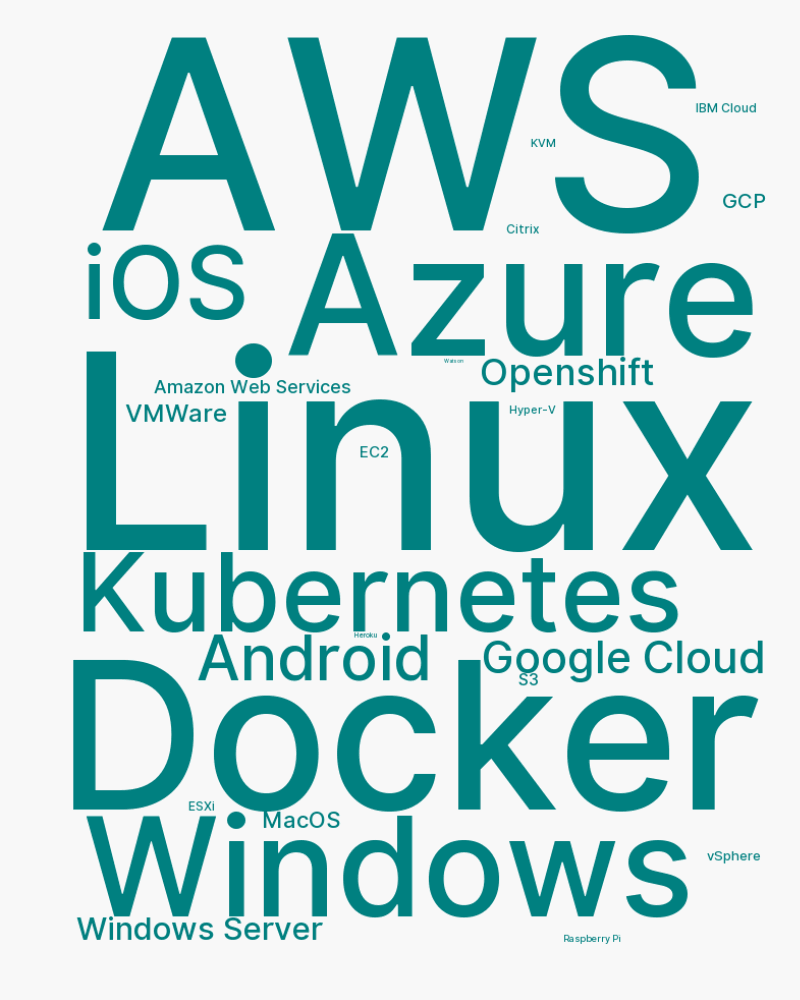 AWS
IBM Cloud
KVM
GCP
Citrix
iOS
Azure
Watson
Openshift
Amazon Web Services
VMWare
Linux
Hyper-V
EC2
Kubernetes
Heroku
Android
Google Cloud
S3
Docker
ESXi
MacOS
Windows
vSphere
Windows Server
Raspberry Pi